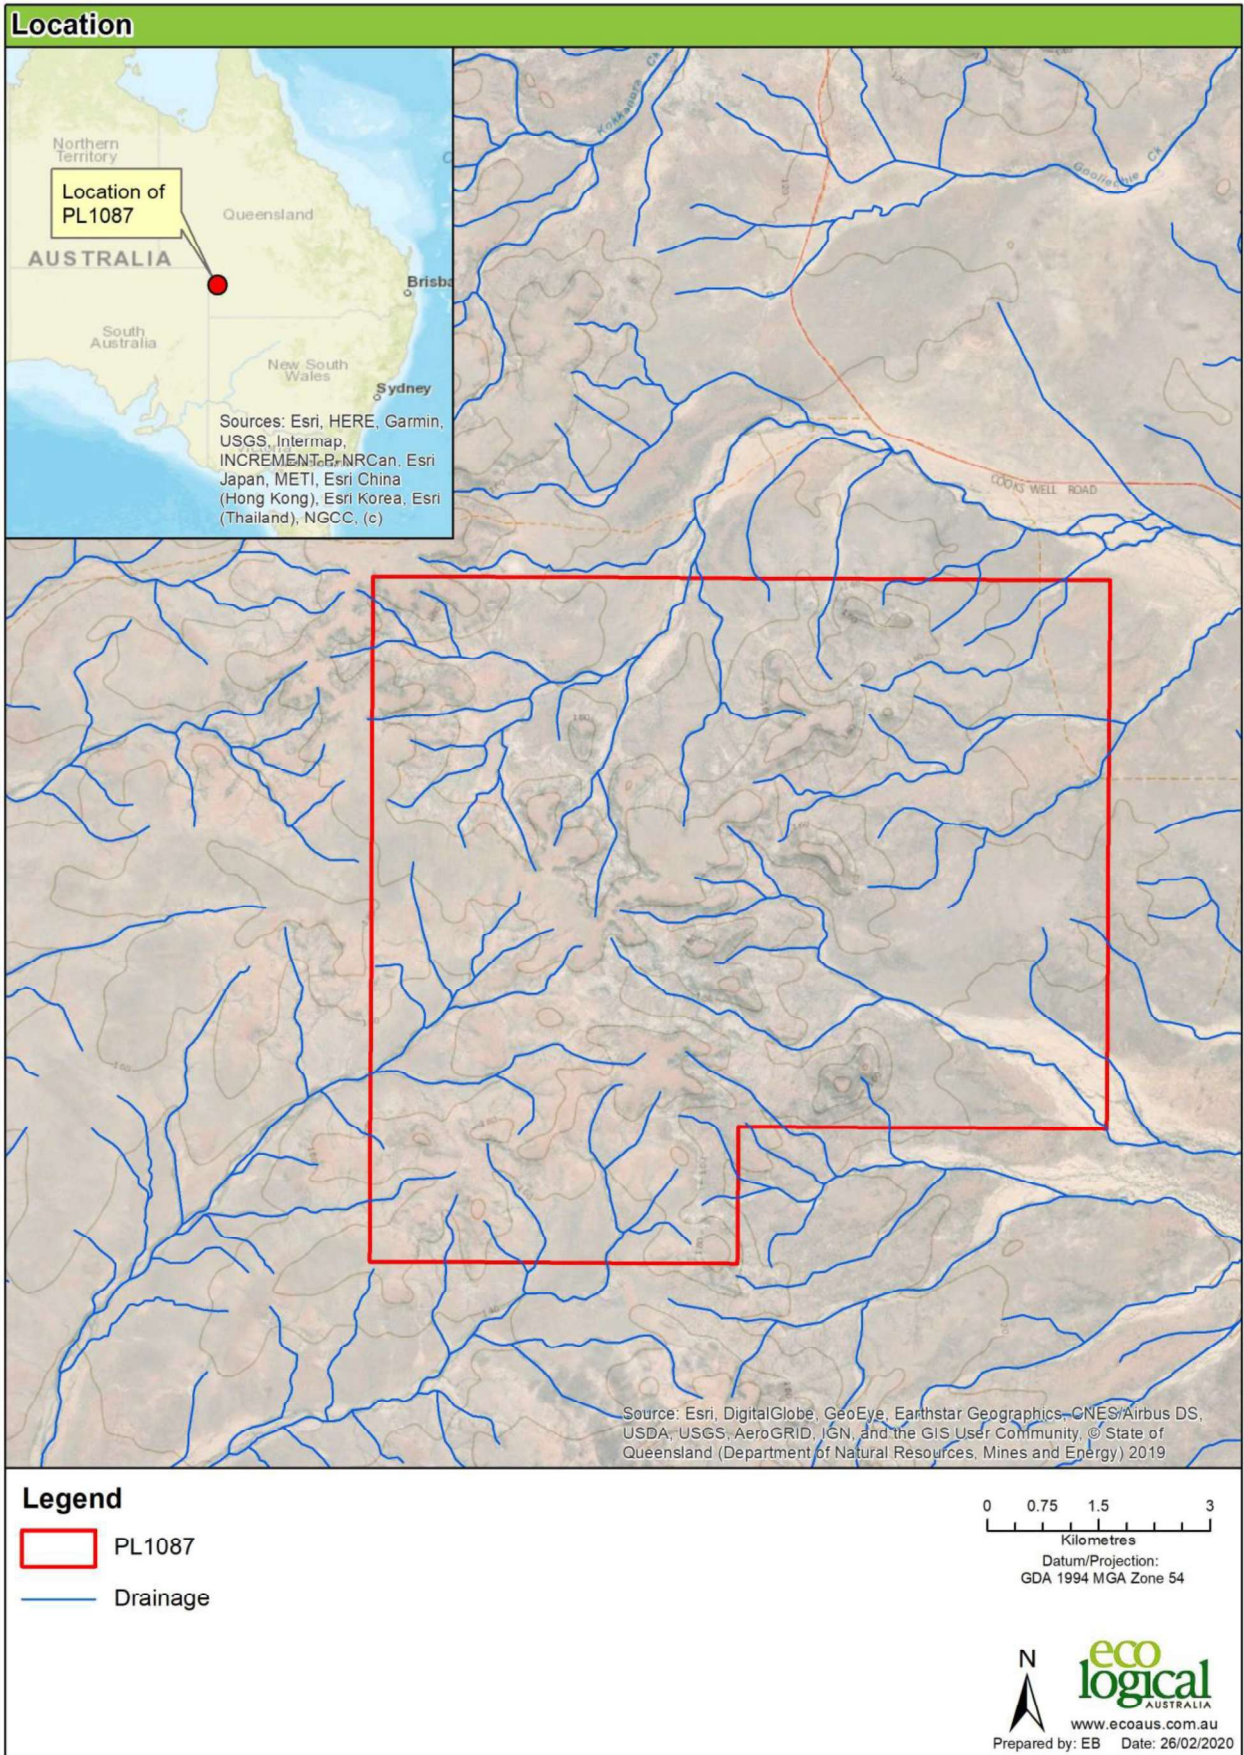 Location
Northern
Territory
Location of
PL1087
Queensland
AUSTRALIA
Brisba
South
Australia
New South
Wales
Sydney
Sources: Esri, HERE, Garmin,
USGS, Intermap,
INCREMENT P, NRCan, Esri
Japan, METI, Esri China
(Hong Kong), Esri Korea, Esri
(Thailand), NGCC, (c)
Kokkapora Ck
Goollechie Ck
120
COOKS WELL ROAD
160
140
Source: Esri, DigitalGlobe, GeoEye, Earthstar Geographics, CNES/Airbus DS,
USDA, USGS, AeroGRID, IGN, and the GIS User Community, © State of
Queensland (Department of Natural Resources, Mines and Energy) 2019
Legend
PL1087
Drainage
0 0.75 1.5 3
Kilometres
Datum/Projection:
GDA 1994 MGA Zone 54
N
eco
logical
AUSTRALIA
www.ecoaus.com.au
Prepared by: EB Date: 26/02/2020